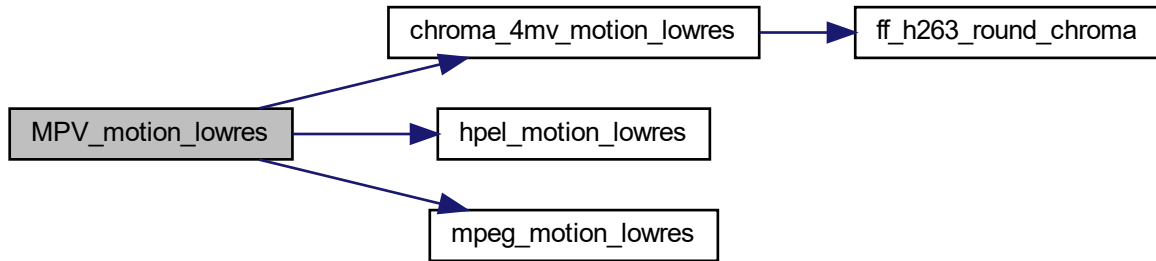 chroma_4mv_motion_lowres
ff_h263_round_chroma
MPV_motion_lowres
hpel_motion_lowres
mpeg_motion_lowres